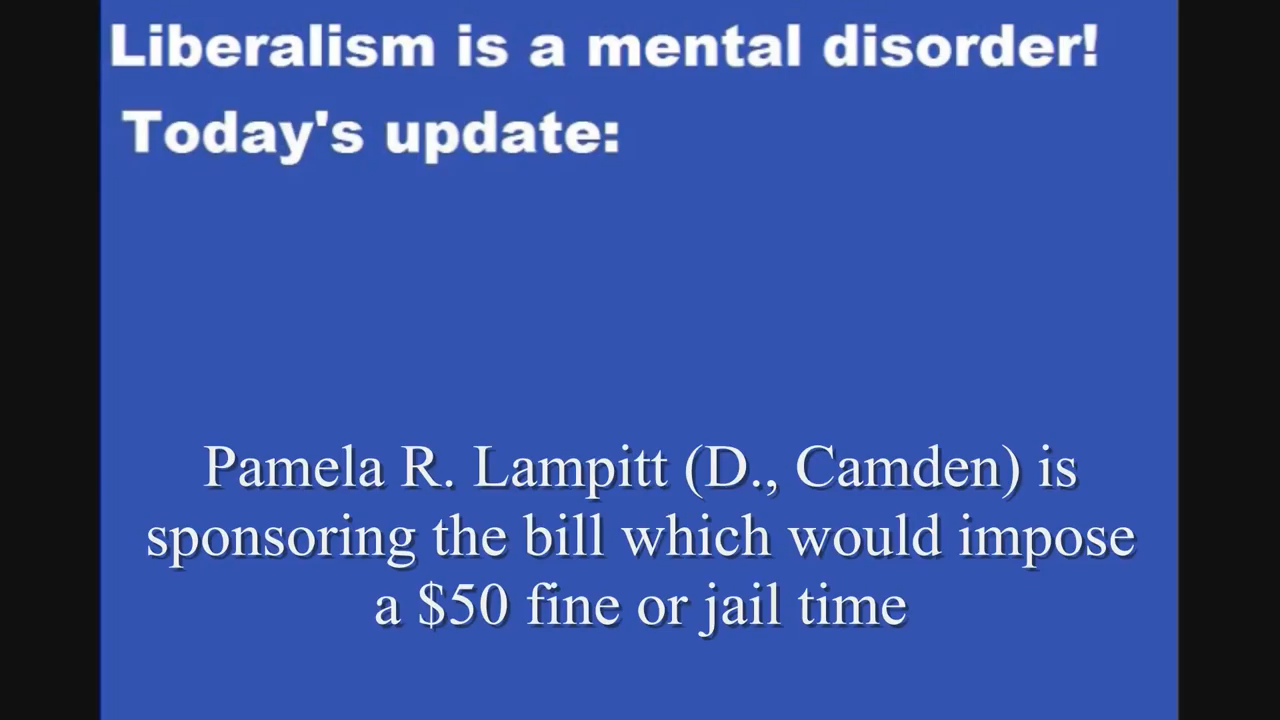 Liberalism is a mental disorder!
Today's update:
Pamela R. Lampitt (D., Camden) is
sponsoring the bill which would impose
a $50 fine or jail time